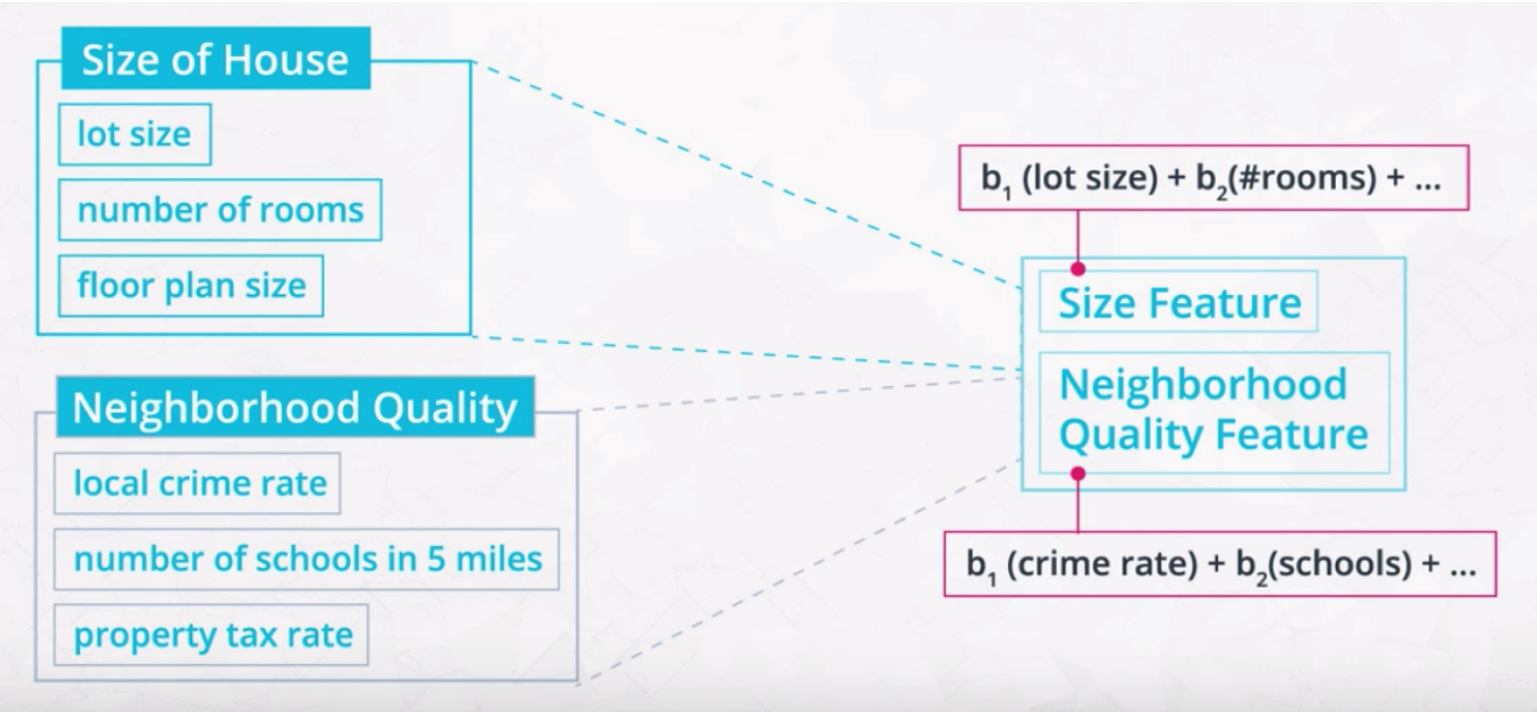 Size of House
lot size
number of rooms
floor plan size
Neighborhood Quality
local crime rate
number of schools in 5 miles
property tax rate
b₁ (lot size) + b₂(#rooms) + ...
Size Feature
Neighborhood
Quality Feature
b₁ (crime rate) + b₂(schools) + ...